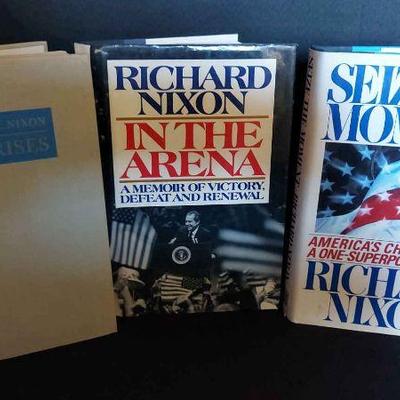 NIXON
RISES
RICHARD
NIXON
IN THE
ARENA
A MEMOIR OF VICTORY,
DEFEAT AND RENEWAL
SEIZ
MOM
AMERICA'S CH
A ONE-SUPERPO
RICHA
NIXO